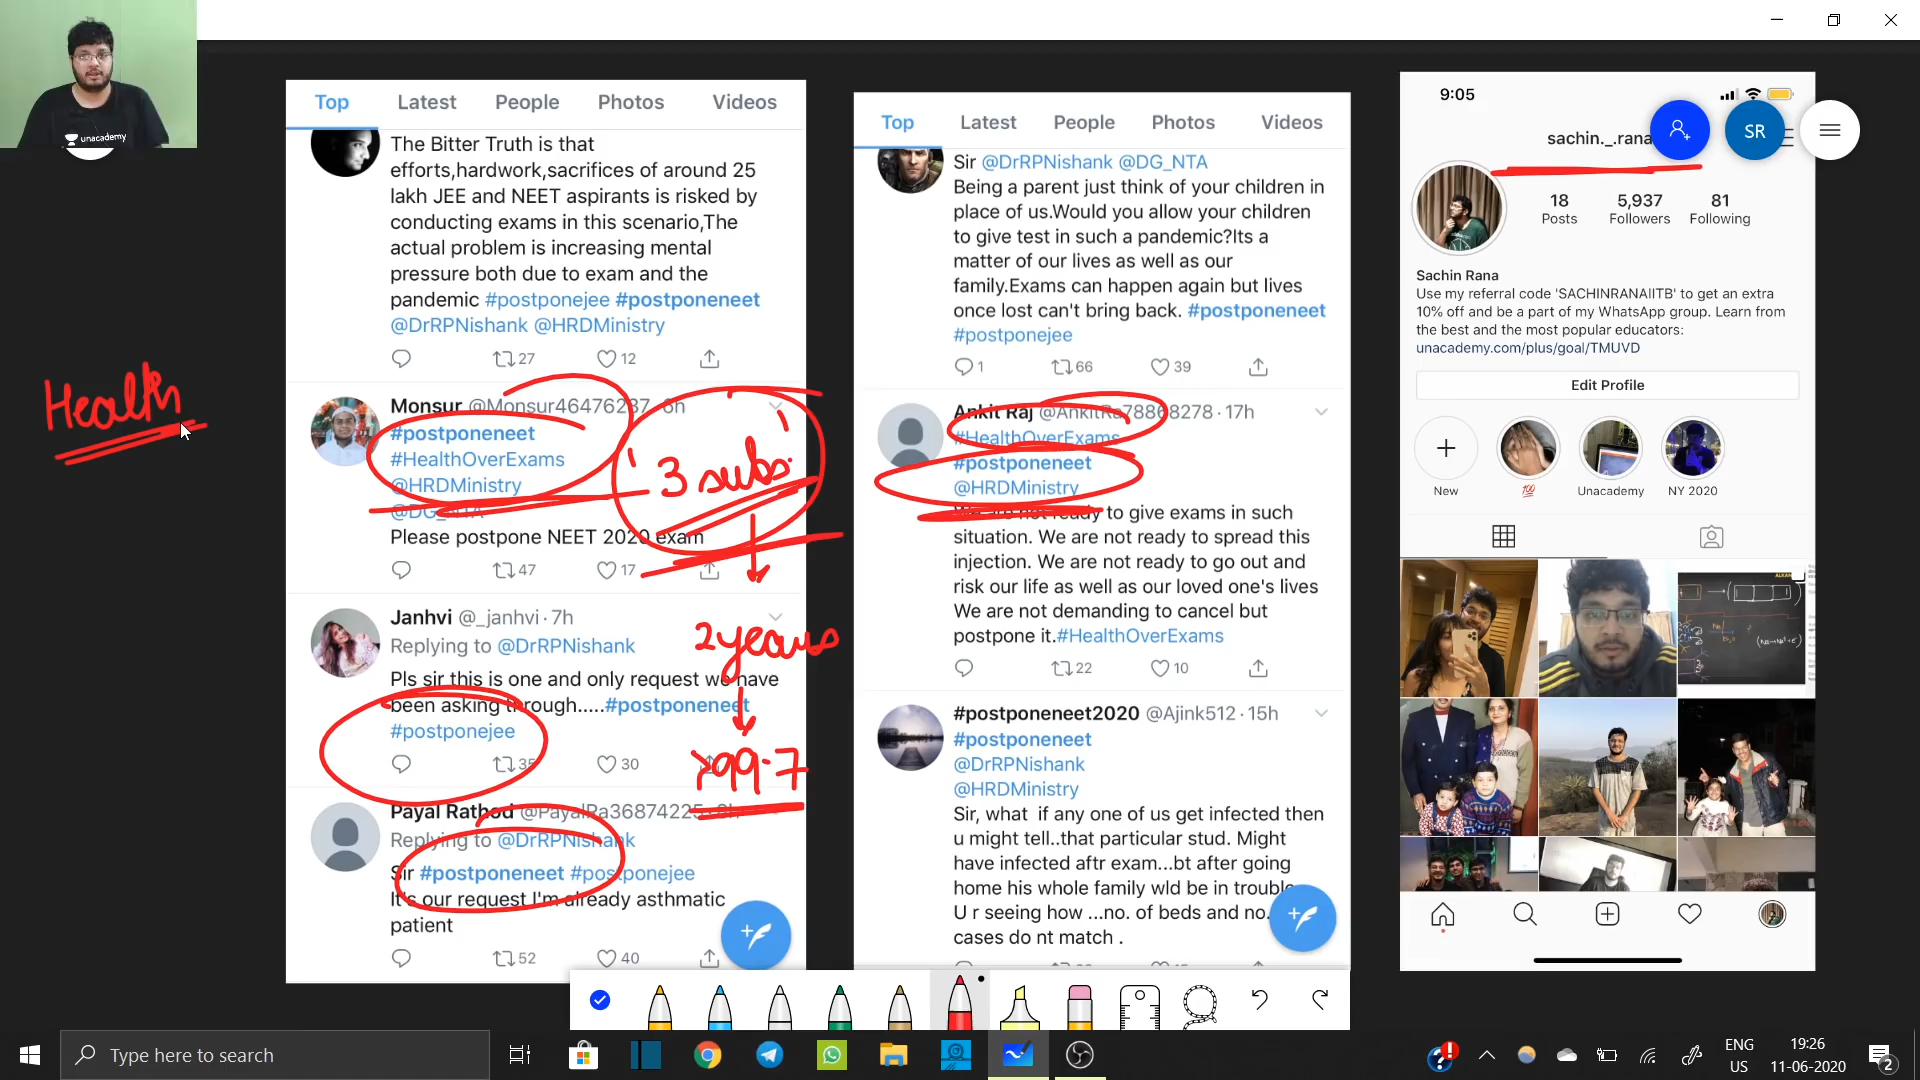 unacademy
Health
Top Latest People Photos Videos
The Bitter Truth is that
efforts,hardwork,sacrifices of around 25
lakh JEE and NEET aspirants is risked by
conducting exams in this scenario,The
actual problem is increasing mental
pressure both due to exam and the
pandemic #postponejee #postponeneet
@DrRPNishank @HRDMinistry
27 12
Monsur @Monsur46476237 · 6h
#postponeneet
#HealthOverExams
@HRDMinistry
@DG_NTA
Please postpone NEET 2020 exam
47 17
3 subs.
2 years
>99.7
Janhvi @_janhvi · 7h
Replying to @DrRPNishank
Pls sir this is one and only request we have
been asking through.....#postponeneet
#postponejee
35 30
Payal Rathod @PayalRa36874225
Replying to @DrRPNishank
Sir #postponeneet #postponejee
It's our request I'm already asthmatic
patient
52 40
Top Latest People Photos Videos
Sir @DrRPNishank @DG_NTA
Being a parent just think of your children in
place of us.Would you allow your children
to give test in such a pandemic?Its a
matter of our lives as well as our
family.Exams can happen again but lives
once lost can't bring back. #postponeneet
#postponejee
1 66 39
Ankit Raj @AnkitRa78868278 · 17h
#HealthOverExams
#postponeneet
@HRDMinistry
We are not ready to give exams in such
situation. We are not ready to spread this
injection. We are not ready to go out and
risk our life as well as our loved one's lives
We are not demanding to cancel but
postpone it.#HealthOverExams
22 10
#postponeneet2020 @Ajink512 · 15h
#postponeneet
@DrRPNishank
@HRDMinistry
Sir, what if any one of us get infected then
u might tell..that particular stud. Might
have infected aftr exam...bt after going
home his whole family wld be in trouble
U r seeing how ...no. of beds and no.
cases do nt match .
9:05
sachin._.rana
SR
18 5,937 81
Posts Followers Following
Sachin Rana
Use my referral code 'SACHINRANAIITB' to get an extra
10% off and be a part of my WhatsApp group. Learn from
the best and the most popular educators:
unacademy.com/plus/goal/TMUVD
Edit Profile
New 💯 Unacademy NY 2020
Type here to search
ENG
US
19:26
11-06-2020
2